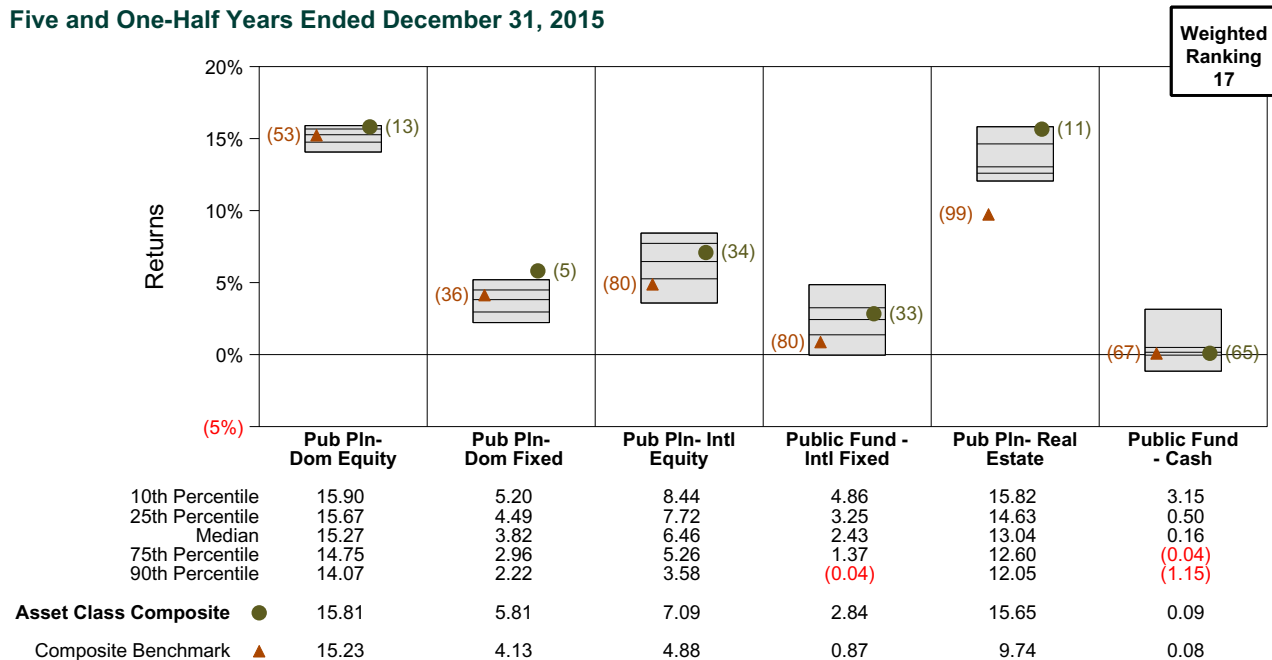 Five and One-Half Years Ended December 31, 2015
Weighted
Ranking
17
Returns
20%
15%
10%
5%
0%
(5%)
(53) (13)
(36) (5)
(80) (34)
(80) (33)
(99) (11)
(67) (65)
Pub Pln- Pub Pln- Pub Pln- Intl Public Fund - Pub Pln- Real Public Fund
Dom Equity Dom Fixed Equity Intl Fixed Estate - Cash
10th Percentile 15.90 5.20 8.44 4.86 15.82 3.15
25th Percentile 15.67 4.49 7.72 3.25 14.63 0.50
Median 15.27 3.82 6.46 2.43 13.04 0.16
75th Percentile 14.75 2.96 5.26 1.37 12.60 (0.04)
90th Percentile 14.07 2.22 3.58 (0.04) 12.05 (1.15)
Asset Class Composite 15.81 5.81 7.09 2.84 15.65 0.09
Composite Benchmark 15.23 4.13 4.88 0.87 9.74 0.08